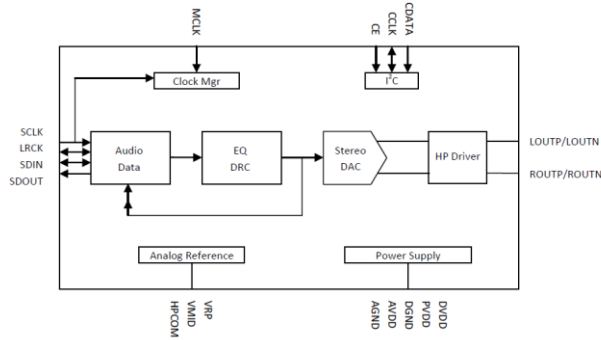 MCLK
CE
CCLK
CDATA
Clock Mgr
I²C
SCLK
LRCK
SDIN
SDOUT
Audio
Data
EQ
DRC
Stereo
DAC
HP Driver
LOUTP/LOUTN
ROUTP/ROUTN
Analog Reference
Power Supply
HPCOM
VMID
VRP
AGND
AVDD
DGND
PVDD
DVDD